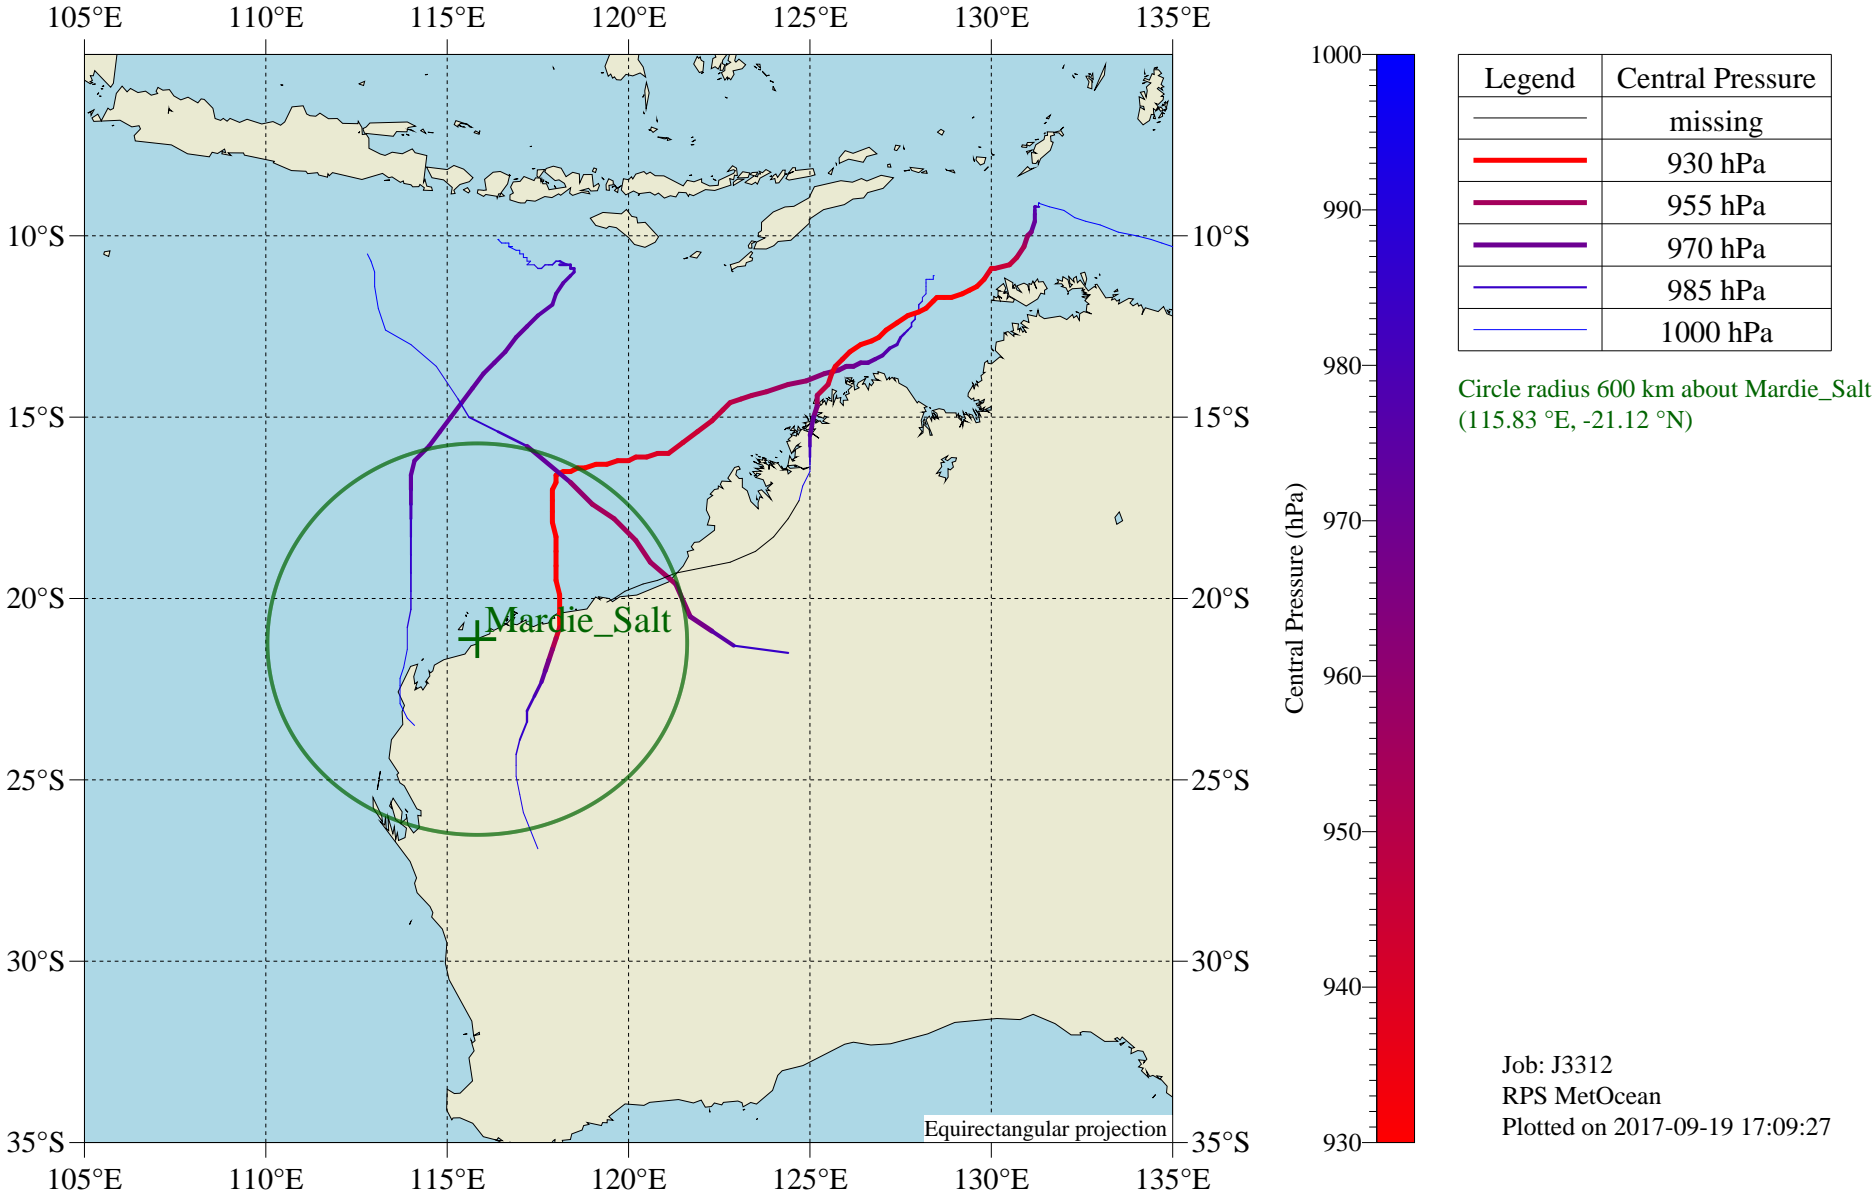 105°E 110°E 115°E 120°E 125°E 130°E 135°E
10°S 10°S
15°S 15°S
20°S 20°S
25°S 25°S
30°S 30°S
35°S 35°S
105°E 110°E 115°E 120°E 125°E 130°E 135°E
Mardie_Salt
Equirectangular projection
Central Pressure (hPa)
1000
990
980
970
960
950
940
930
Legend Central Pressure
missing
930 hPa
955 hPa
970 hPa
985 hPa
1000 hPa
Circle radius 600 km about Mardie_Salt
(115.83 °E, -21.12 °N)
Job: J3312
RPS MetOcean
Plotted on 2017-09-19 17:09:27